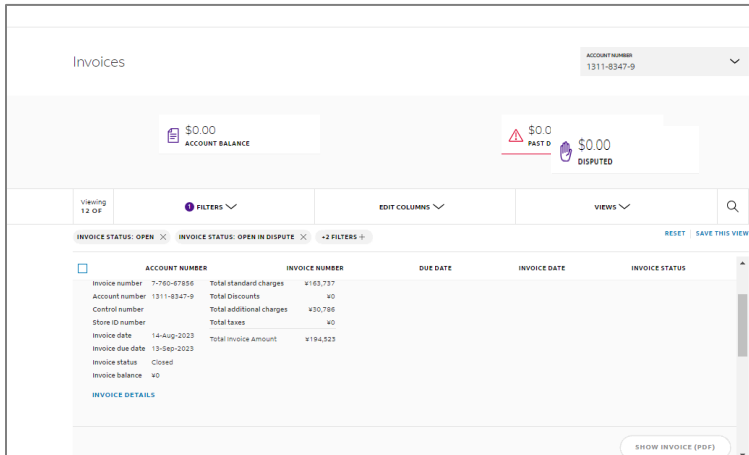 Invoices
ACCOUNT NUMBER
1311-8347-9
$0.00
ACCOUNT BALANCE
$0.0
PAST D
$0.00
DISPUTED
Viewing
12 OF
1 FILTERS
EDIT COLUMNS
VIEWS
INVOICE STATUS: OPEN X INVOICE STATUS: OPEN IN DISPUTE X +2 FILTERS +
RESET | SAVE THIS VIEW
ACCOUNT NUMBER INVOICE NUMBER DUE DATE INVOICE DATE INVOICE STATUS
Invoice number 7-760-67856 Total standard charges ¥163,737
Account number 1311-8347-9 Total Discounts ¥0
Control number Total additional charges ¥30,786
Store ID number Total taxes ¥0
Invoice date 14-Aug-2023 Total Invoice Amount ¥194,523
Invoice due date 13-Sep-2023
Invoice status Closed
Invoice balance ¥0
INVOICE DETAILS
SHOW INVOICE (PDF)